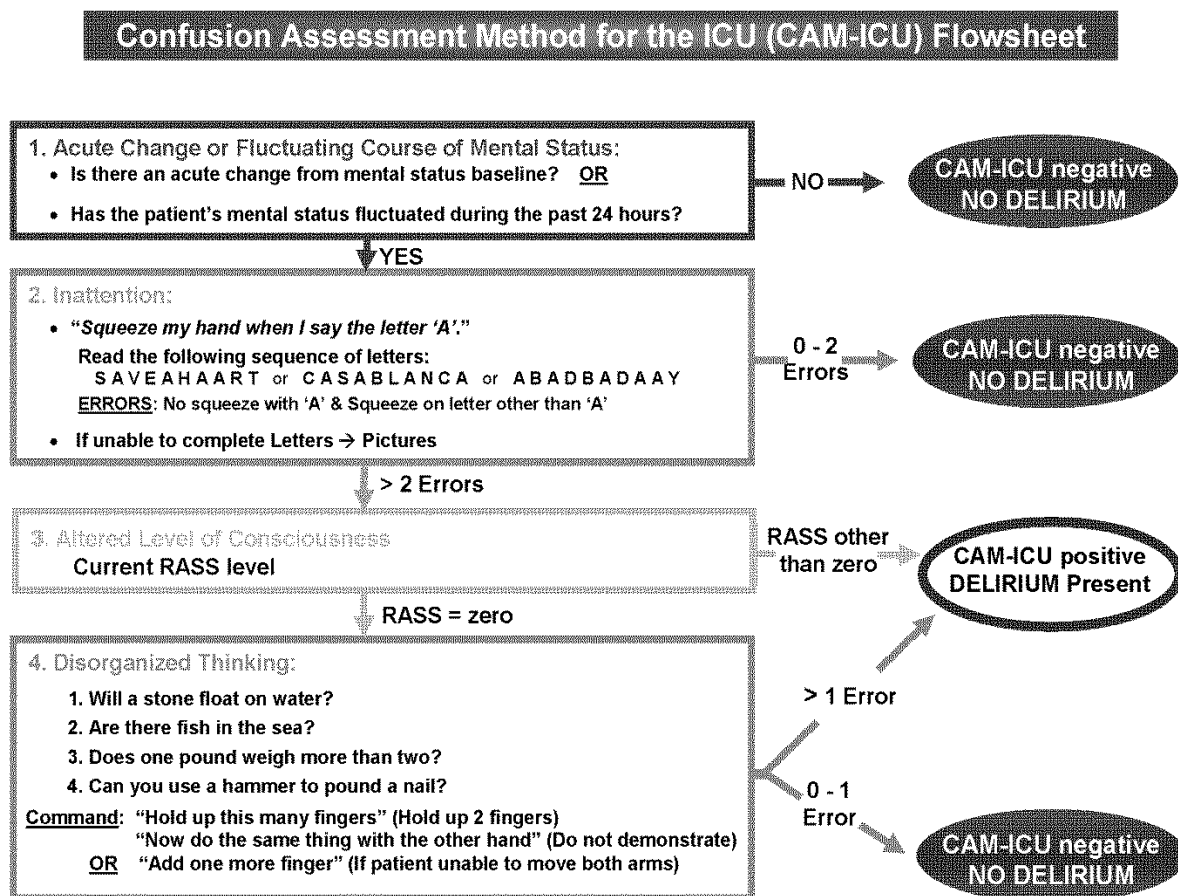 Confusion Assessment Method for the ICU (CAM-ICU) Flowsheet
1. Acute Change or Fluctuating Course of Mental Status:
• Is there an acute change from mental status baseline? OR
• Has the patient's mental status fluctuated during the past 24 hours?
NO
CAM-ICU negative
NO DELIRIUM
YES
2. Inattention:
• “Squeeze my hand when I say the letter ‘A’.”
Read the following sequence of letters:
S A V E A H A A R T or C A S A B L A N C A or A B A D B A D A A Y
ERRORS: No squeeze with ‘A’ & Squeeze on letter other than ‘A’
• If unable to complete Letters → Pictures
0 - 2
Errors
CAM-ICU negative
NO DELIRIUM
> 2 Errors
3. Altered Level of Consciousness
Current RASS level
RASS other
than zero
CAM-ICU positive
DELIRIUM Present
RASS = zero
4. Disorganized Thinking:
1. Will a stone float on water?
2. Are there fish in the sea?
3. Does one pound weigh more than two?
4. Can you use a hammer to pound a nail?
Command: “Hold up this many fingers” (Hold up 2 fingers)
“Now do the same thing with the other hand” (Do not demonstrate)
OR “Add one more finger” (If patient unable to move both arms)
> 1 Error
0 - 1
Error
CAM-ICU negative
NO DELIRIUM